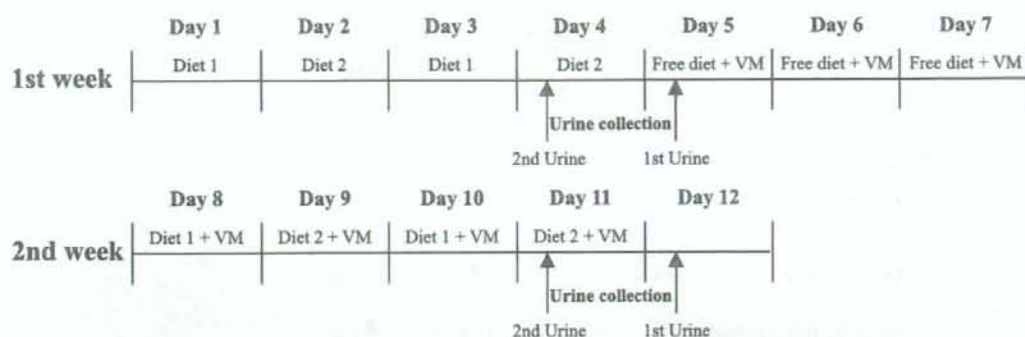 Day 1 Day 2 Day 3 Day 4 Day 5 Day 6 Day 7
1st week Diet 1 Diet 2 Diet 1 Diet 2 Free diet + VM Free diet + VM Free diet + VM
Urine collection
2nd Urine 1st Urine
Day 8 Day 9 Day 10 Day 11 Day 12
2nd week Diet 1 + VM Diet 2 + VM Diet 1 + VM Diet 2 + VM
Urine collection
2nd Urine 1st Urine